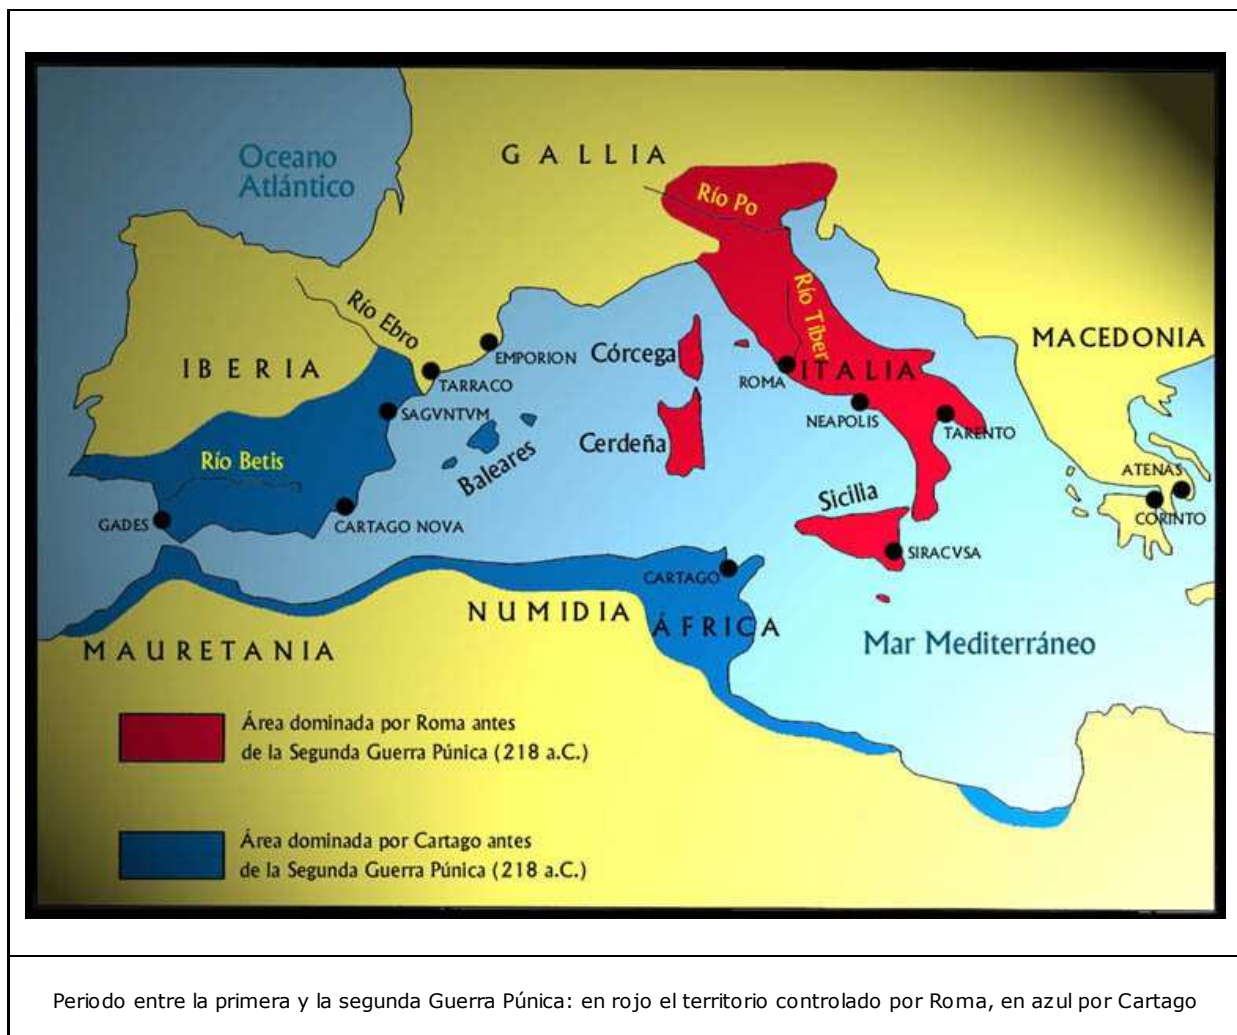 Oceano
Atlántico
GALLIA
Río Po
Río Tíber
Río Ebro
MACEDONIA
IBERIA
EMPORION
Córcega
TARRACO
ROMA
ITALIA
SAGVNTVM
NEAPOLIS
TARENTO
Cerdeña
Baleares
Río Betis
ATENAS
Sicilia
CORINTO
GADES
CARTAGO NOVA
SIRACVSA
CARTAGO
NUMIDIA
ÁFRICA
MAURETANIA
Mar Mediterráneo
Área dominada por Roma antes
de la Segunda Guerra Púnica (218 a.C.)
Área dominada por Cartago antes
de la Segunda Guerra Púnica (218 a.C.)
Periodo entre la primera y la segunda Guerra Púnica: en rojo el territorio controlado por Roma, en azul por Cartago